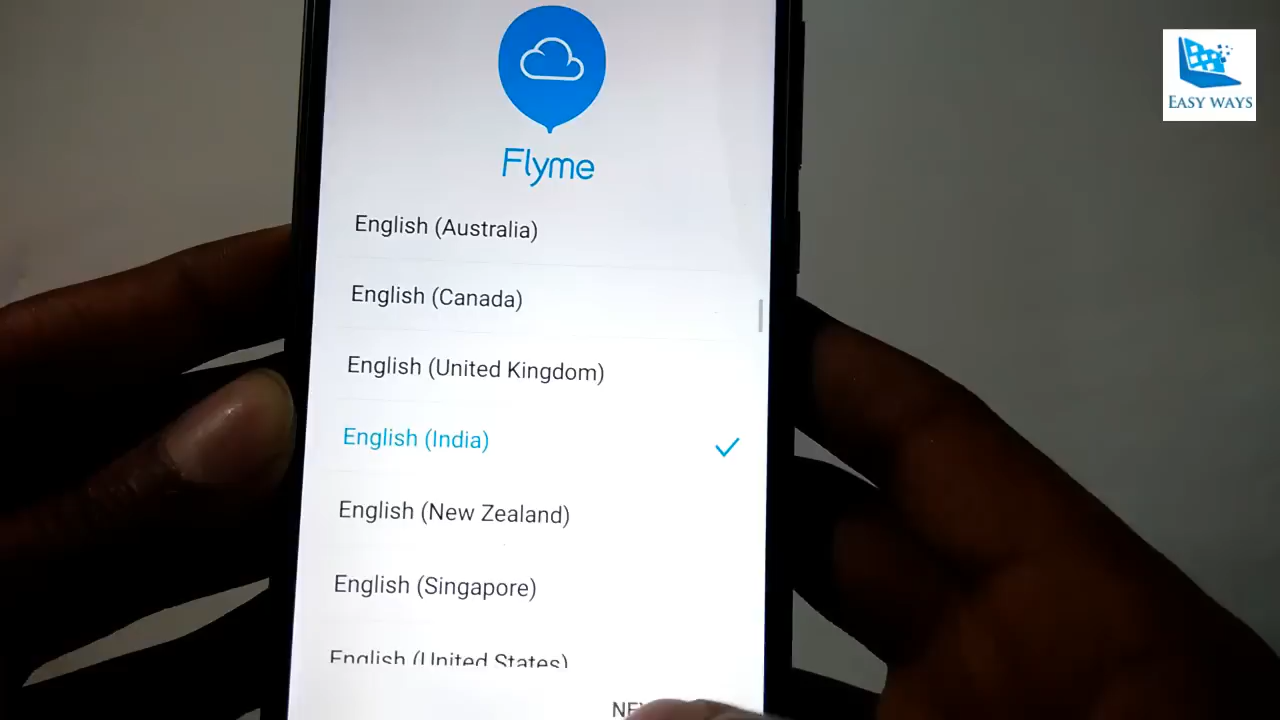 Flyme
English (Australia)
English (Canada)
English (United Kingdom)
English (India)
English (New Zealand)
English (Singapore)
English (United States)
EASY WAYS